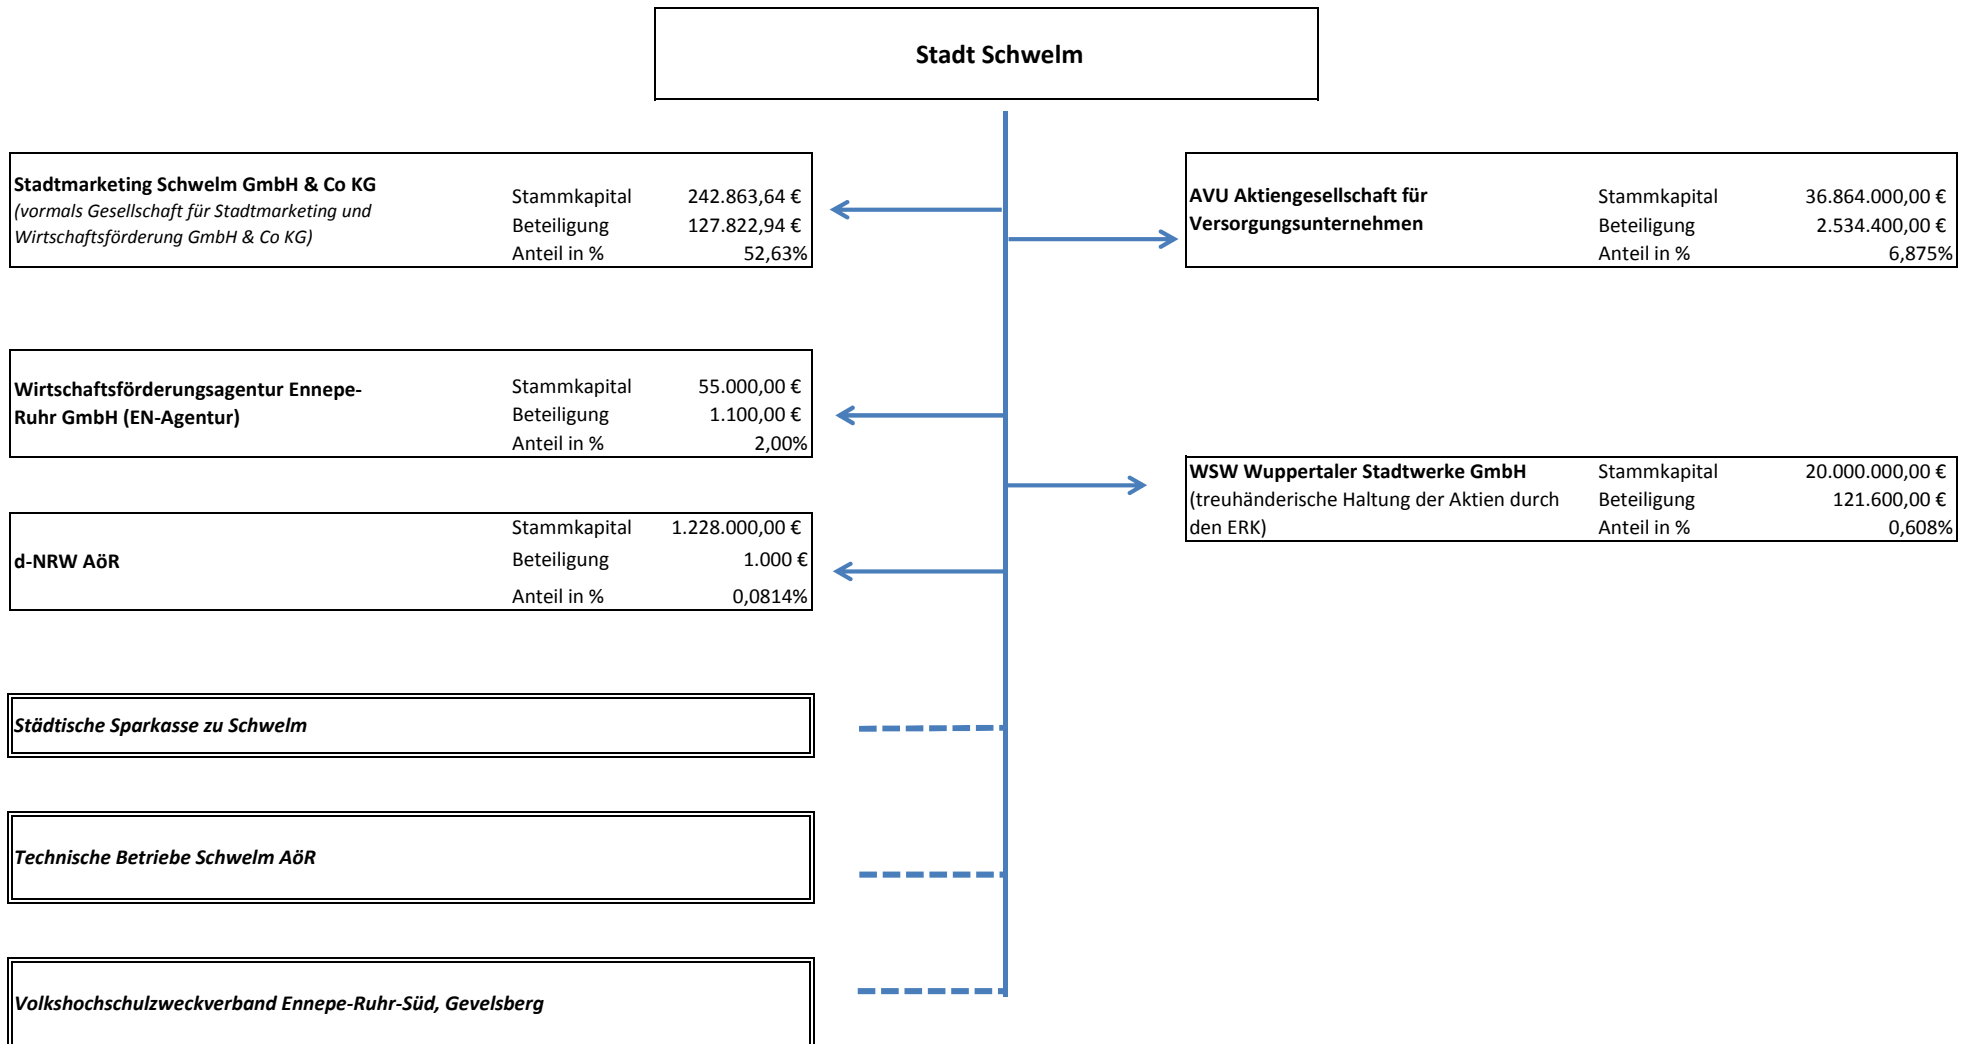 Stadt Schwelm
Stadtmarketing Schwelm GmbH & Co KG
(vormals Gesellschaft für Stadtmarketing und
Wirtschaftsförderung GmbH & Co KG)
Stammkapital 242.863,64 €
Beteiligung 127.822,94 €
Anteil in % 52,63%
AVU Aktiengesellschaft für
Versorgungsunternehmen
Stammkapital 36.864.000,00 €
Beteiligung 2.534.400,00 €
Anteil in % 6,875%
Wirtschaftsförderungsagentur Ennepe-
Ruhr GmbH (EN-Agentur)
Stammkapital 55.000,00 €
Beteiligung 1.100,00 €
Anteil in % 2,00%
WSW Wuppertaler Stadtwerke GmbH
(treuhänderische Haltung der Aktien durch
den ERK)
Stammkapital 20.000.000,00 €
Beteiligung 121.600,00 €
Anteil in % 0,608%
d-NRW AöR
Stammkapital 1.228.000,00 €
Beteiligung 1.000 €
Anteil in % 0,0814%
Städtische Sparkasse zu Schwelm
Technische Betriebe Schwelm AöR
Volkshochschulzweckverband Ennepe-Ruhr-Süd, Gevelsberg